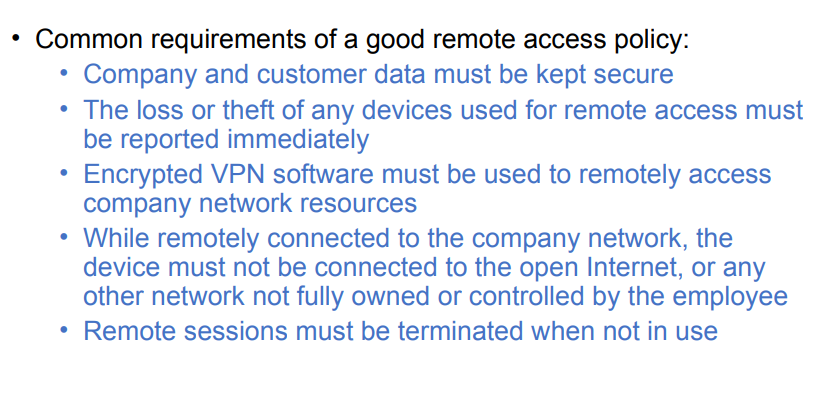 • Common requirements of a good remote access policy:
• Company and customer data must be kept secure
• The loss or theft of any devices used for remote access must
be reported immediately
• Encrypted VPN software must be used to remotely access
company network resources
• While remotely connected to the company network, the
device must not be connected to the open Internet, or any
other network not fully owned or controlled by the employee
• Remote sessions must be terminated when not in use